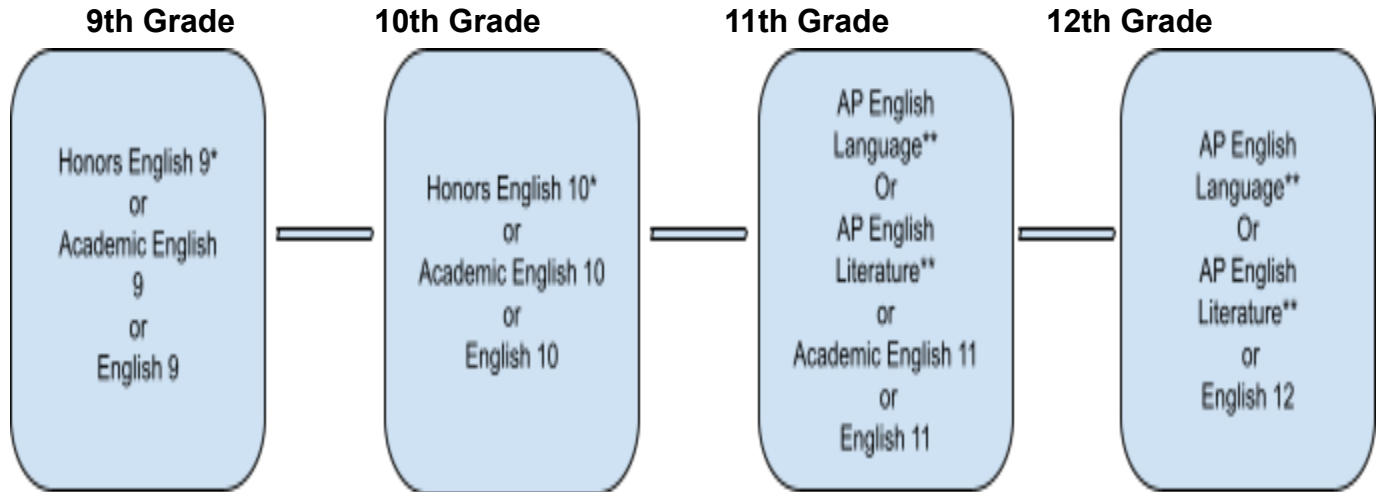 9th Grade
10th Grade
11th Grade
12th Grade
Honors English 9*
or
Academic English
9
or
English 9
Honors English 10*
or
Academic English 10
or
English 10
AP English
Language**
Or
AP English
Literature**
or
Academic English 11
or
English 11
AP English
Language**
Or
AP English
Literature**
or
English 12